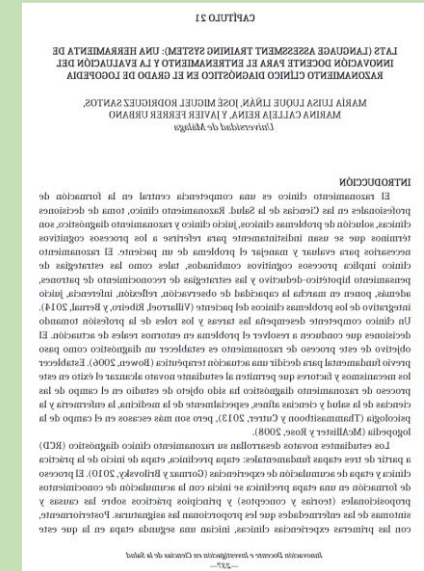 CAPÍTULO 21
LATS (LANGUAGE ASSESSMENT TRAINING SYSTEM): UNA HERRAMIENTA DE
INNOVACIÓN DOCENTE PARA EL ENTRENAMIENTO Y LA EVALUACIÓN DEL
RAZONAMIENTO CLÍNICO DIAGNÓSTICO EN EL GRADO DE LOGOPEDIA
MARÍA LUISA LUQUE LIÑÁN, JOSÉ MIGUEL RODRÍGUEZ SANTOS,
MARINA CALLEJA REINA, Y JAVIER FERRER URBANO
Universidad de Málaga
INTRODUCCIÓN
El razonamiento clínico es una competencia central en la formación de
profesionales en las Ciencias de la Salud. Razonamiento clínico, toma de decisiones
clínicas, solución de problemas clínicos, juicio clínico y razonamiento diagnóstico, son
términos que se usan indistintamente para referirse a los procesos cognitivos
necesarios para evaluar y manejar el problema de un paciente. El razonamiento
clínico implica procesos cognitivos combinados, tales como las estrategias de
pensamiento hipotético-deductivo y las estrategias de reconocimiento de patrones,
además, ponen en marcha la capacidad de observación, reflexión, inferencia, juicio
integrativo de los problemas clínicos del paciente (Villarroel, Ribeiro, y Bernal, 2014).
Un clínico competente desempeña las tareas y los roles de la profesión tomando
decisiones que conducen a resolver el problema en entornos reales de actuación. El
objetivo de este proceso de razonamiento es establecer un diagnóstico como paso
previo fundamental para decidir una actuación terapéutica (Bowen, 2006). Establecer
los mecanismos y factores que permiten al estudiante novato alcanzar el éxito en este
proceso de razonamiento diagnóstico ha sido objeto de estudio en el campo de las
ciencias de la salud y ciencias afines, especialmente de la medicina, la enfermería y la
psicología (Thammasitboon y Cutrer, 2013), pero son más escasos en el campo de la
logopedia (McAllister y Rose, 2008).
Los estudiantes novatos desarrollan su razonamiento clínico diagnóstico (RCD)
a partir de tres etapas fundamentales: etapa preclínica, etapa de inicio de la práctica
clínica y etapa de acumulación de experiencias (Gornaz y Brilovsky, 2010). El proceso
de formación en una etapa preclínica se inicia con la acumulación de conocimientos
proposicionales (teorías y conceptos) y principios prácticos sobre las causas y
síntomas de las enfermedades que les proporcionan las asignaturas. Posteriormente,
con las primeras experiencias clínicas, inician una segunda etapa en la que este
Innovación Docente e Investigación en Ciencias de la Salud
—237—